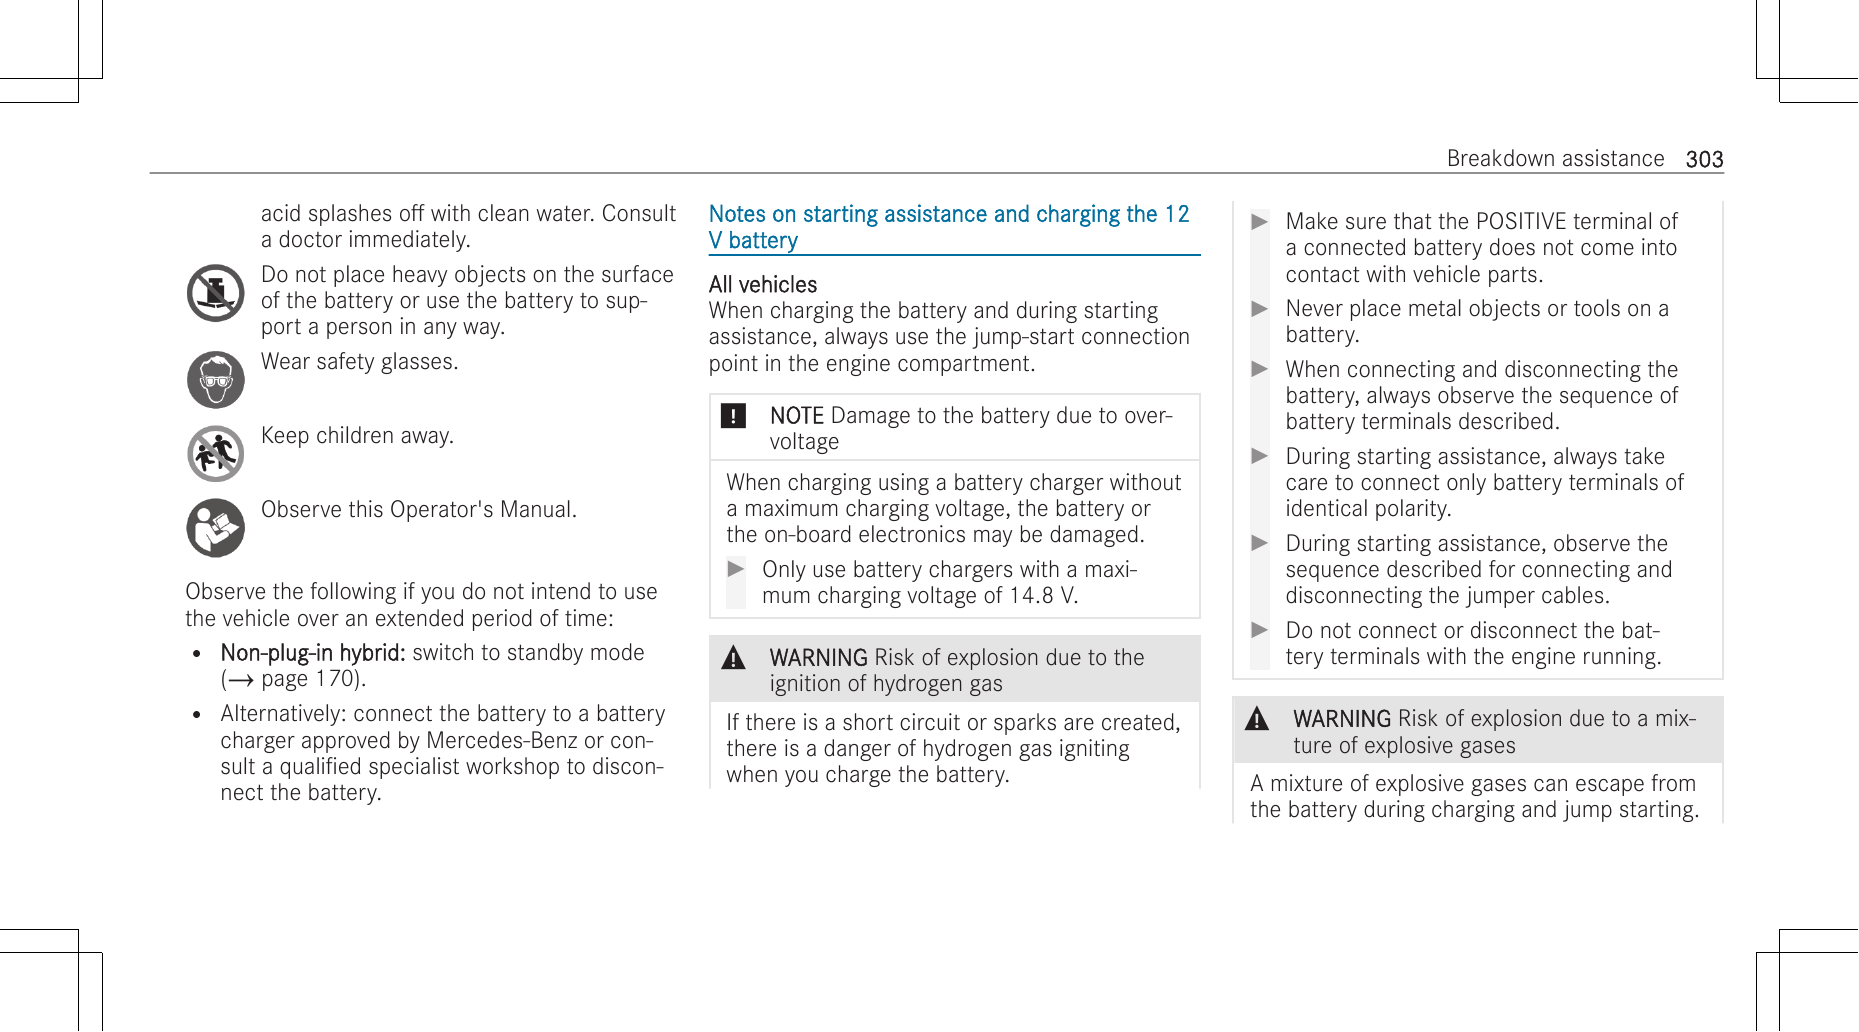 Breakdown assistance 303
acid splashes off with clean water. Consult
a doctor immediately.
Do not place heavy objects on the surface
of the battery or use the battery to sup-
port a person in any way.
Wear safety glasses.
Keep children away.
Observe this Operator's Manual.
Observe the following if you do not intend to use
the vehicle over an extended period of time:
• Non-plug-in hybrid: switch to standby mode
(→ page 170).
• Alternatively: connect the battery to a battery
charger approved by Mercedes-Benz or con-
sult a qualified specialist workshop to discon-
nect the battery.
Notes on starting assistance and charging the 12
V battery
All vehicles
When charging the battery and during starting
assistance, always use the jump-start connection
point in the engine compartment.
! NOTE Damage to the battery due to over-
voltage
When charging using a battery charger without
a maximum charging voltage, the battery or
the on-board electronics may be damaged.
▶ Only use battery chargers with a maxi-
mum charging voltage of 14.8 V.
⚠ WARNING Risk of explosion due to the
ignition of hydrogen gas
If there is a short circuit or sparks are created,
there is a danger of hydrogen gas igniting
when you charge the battery.
▶ Make sure that the POSITIVE terminal of
a connected battery does not come into
contact with vehicle parts.
▶ Never place metal objects or tools on a
battery.
▶ When connecting and disconnecting the
battery, always observe the sequence of
battery terminals described.
▶ During starting assistance, always take
care to connect only battery terminals of
identical polarity.
▶ During starting assistance, observe the
sequence described for connecting and
disconnecting the jumper cables.
▶ Do not connect or disconnect the bat-
tery terminals with the engine running.
⚠ WARNING Risk of explosion due to a mix-
ture of explosive gases
A mixture of explosive gases can escape from
the battery during charging and jump starting.